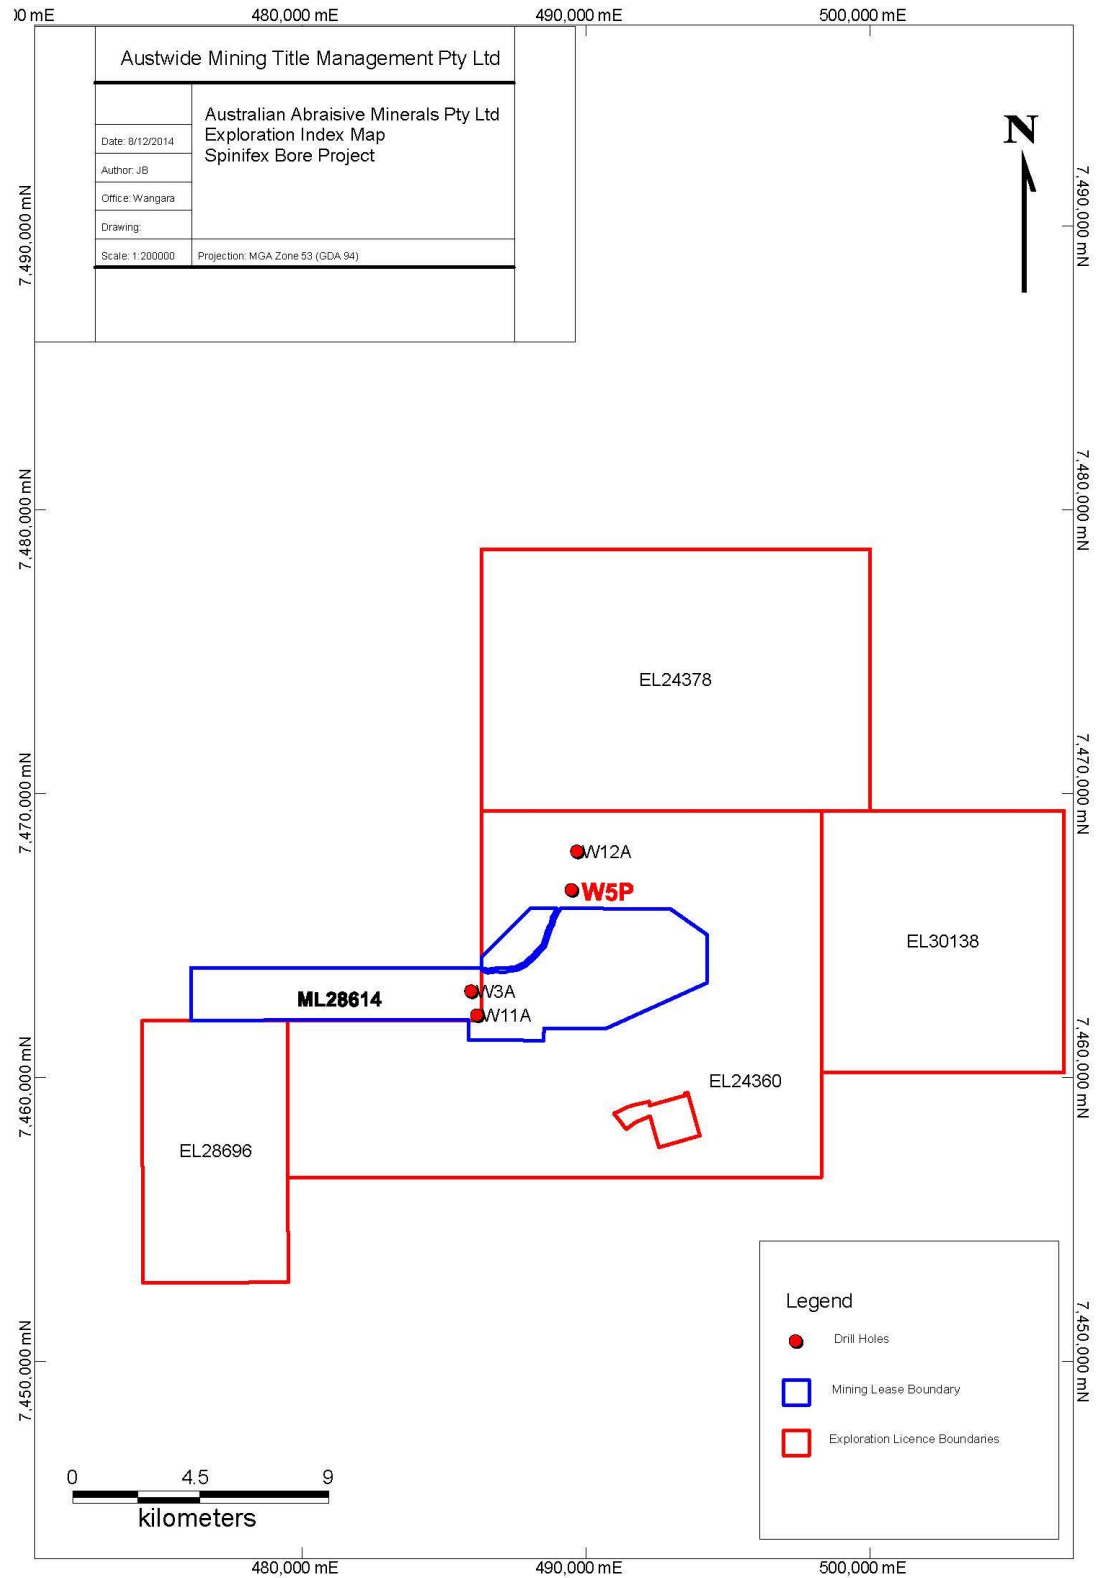 00 mE
480,000 mE
490,000 mE
500,000 mE
Austwide Mining Title Management Pty Ltd
Australian Abraisive Minerals Pty Ltd
Exploration Index Map
Spinifex Bore Project
Date: 8/12/2014
Author: JB
Office: Wangara
Drawing:
Scale: 1:200000
Projection: MGA Zone 53 (GDA 94)
N
7,490,000 mN
7,490,000 mN
7,480,000 mN
7,480,000 mN
EL24378
7,470,000 mN
7,470,000 mN
W12A
W5P
EL30138
ML28614
W3A
W11A
7,460,000 mN
7,460,000 mN
EL24360
EL28696
7,450,000 mN
7,450,000 mN
Legend
Drill Holes
Mining Lease Boundary
Exploration Licence Boundaries
0
4.5
9
kilometers
480,000 mE
490,000 mE
500,000 mE